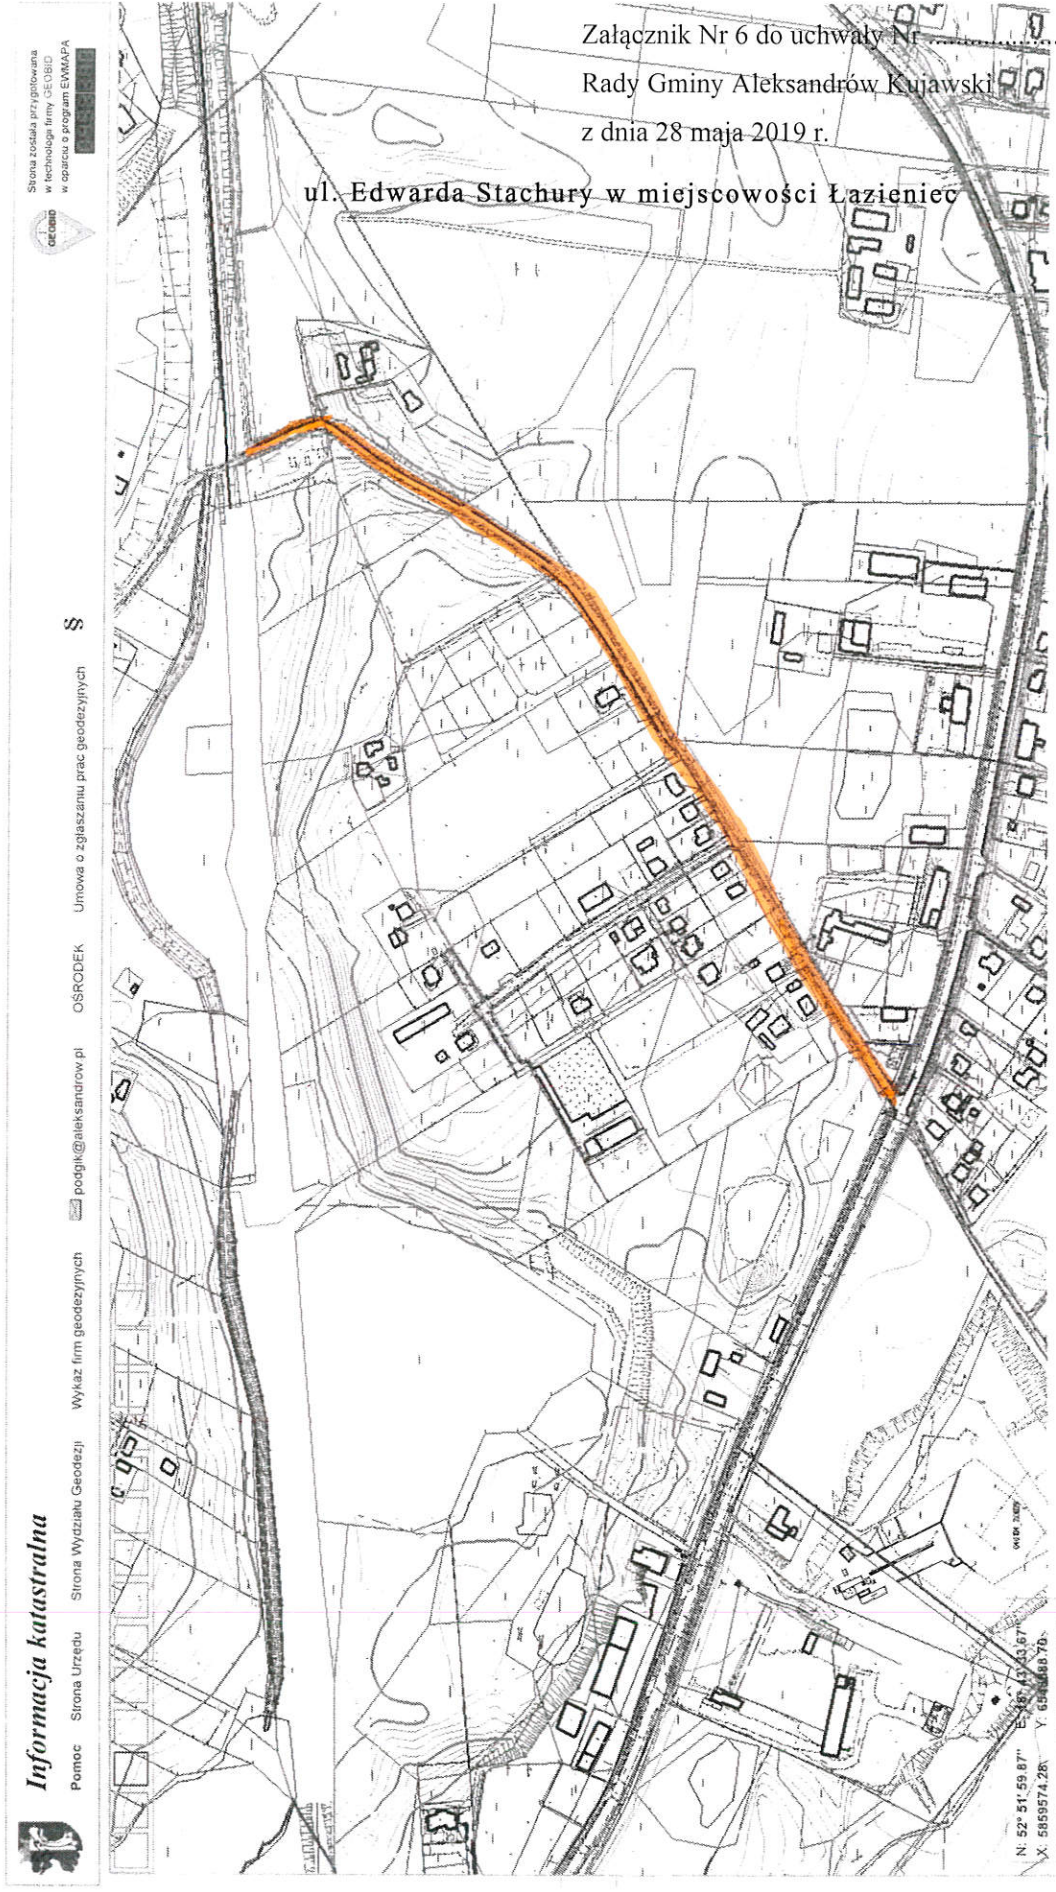 Załącznik Nr 6 do uchwały Nr ....................
Rady Gminy Aleksandrów Kujawski
z dnia 28 maja 2019 r.
ul. Edwarda Stachury w miejscowości Łazieniec
Informacja katastralna
Pomoc Strona Urzędu Strona Wydziału Geodezji Wykaz firm geodezyjnych podgik@aleksandrow.pl OŚRODEK Umowa o zgłaszaniu prac geodezyjnych §
GEOBID
Strona została przygotowana
w technologii firmy GEOBID
w oparciu o program EWMAPA
N: 52° 51' 59.87"
X: 5859574.28 Y: